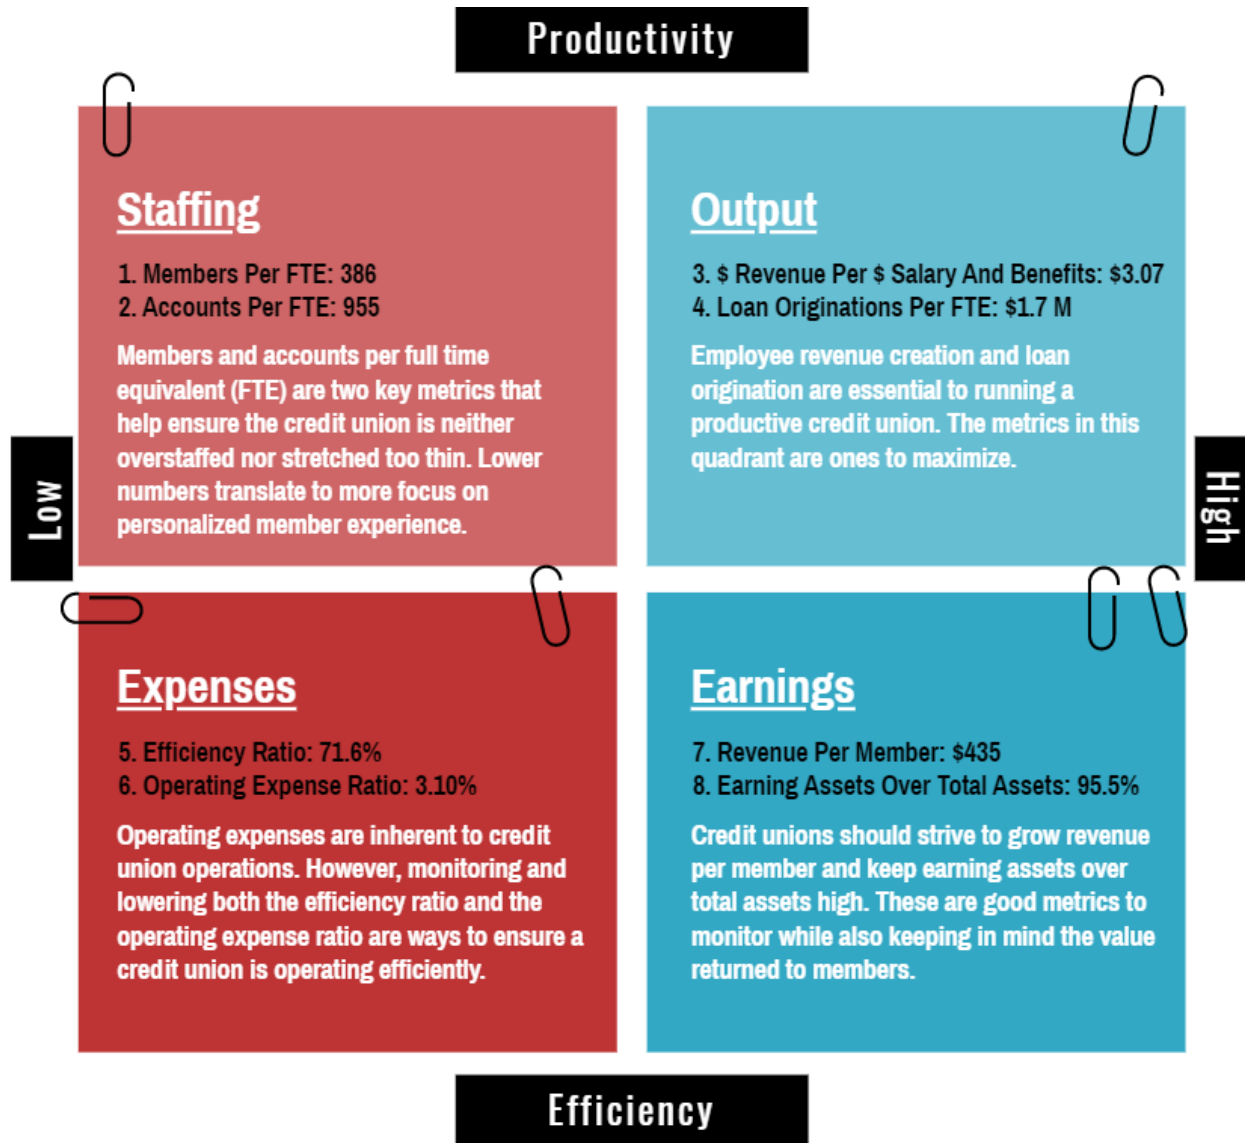 Productivity
Staffing
1. Members Per FTE: 386
2. Accounts Per FTE: 955
Members and accounts per full time
equivalent (FTE) are two key metrics that
help ensure the credit union is neither
overstaffed nor stretched too thin. Lower
numbers translate to more focus on
personalized member experience.
Output
3. $ Revenue Per $ Salary And Benefits: $3.07
4. Loan Originations Per FTE: $1.7 M
Employee revenue creation and loan
origination are essential to running a
productive credit union. The metrics in this
quadrant are ones to maximize.
Low
High
Expenses
5. Efficiency Ratio: 71.6%
6. Operating Expense Ratio: 3.10%
Operating expenses are inherent to credit
union operations. However, monitoring and
lowering both the efficiency ratio and the
operating expense ratio are ways to ensure a
credit union is operating efficiently.
Earnings
7. Revenue Per Member: $435
8. Earning Assets Over Total Assets: 95.5%
Credit unions should strive to grow revenue
per member and keep earning assets over
total assets high. These are good metrics to
monitor while also keeping in mind the value
returned to members.
Efficiency